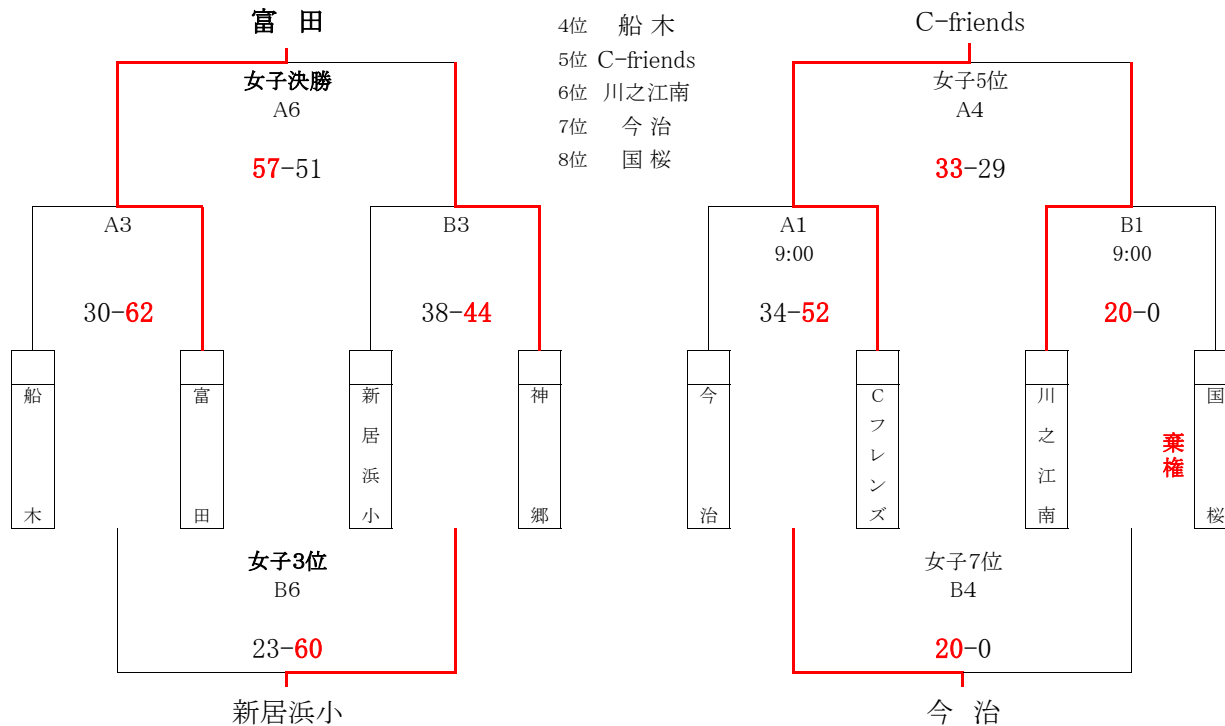 富 田
女子決勝
A6
57-51
A3
30-62
B3
38-44
船木
富田
新居浜小
神郷
女子3位
B6
23-60
新居浜小
4位 船 木
5位 C-friends
6位 川之江南
7位 今 治
8位 国 桜
C-friends
女子5位
A4
33-29
A1
9:00
34-52
B1
9:00
20-0
今治
Cフレンズ
川之江南
棄権
国桜
女子7位
B4
20-0
今 治